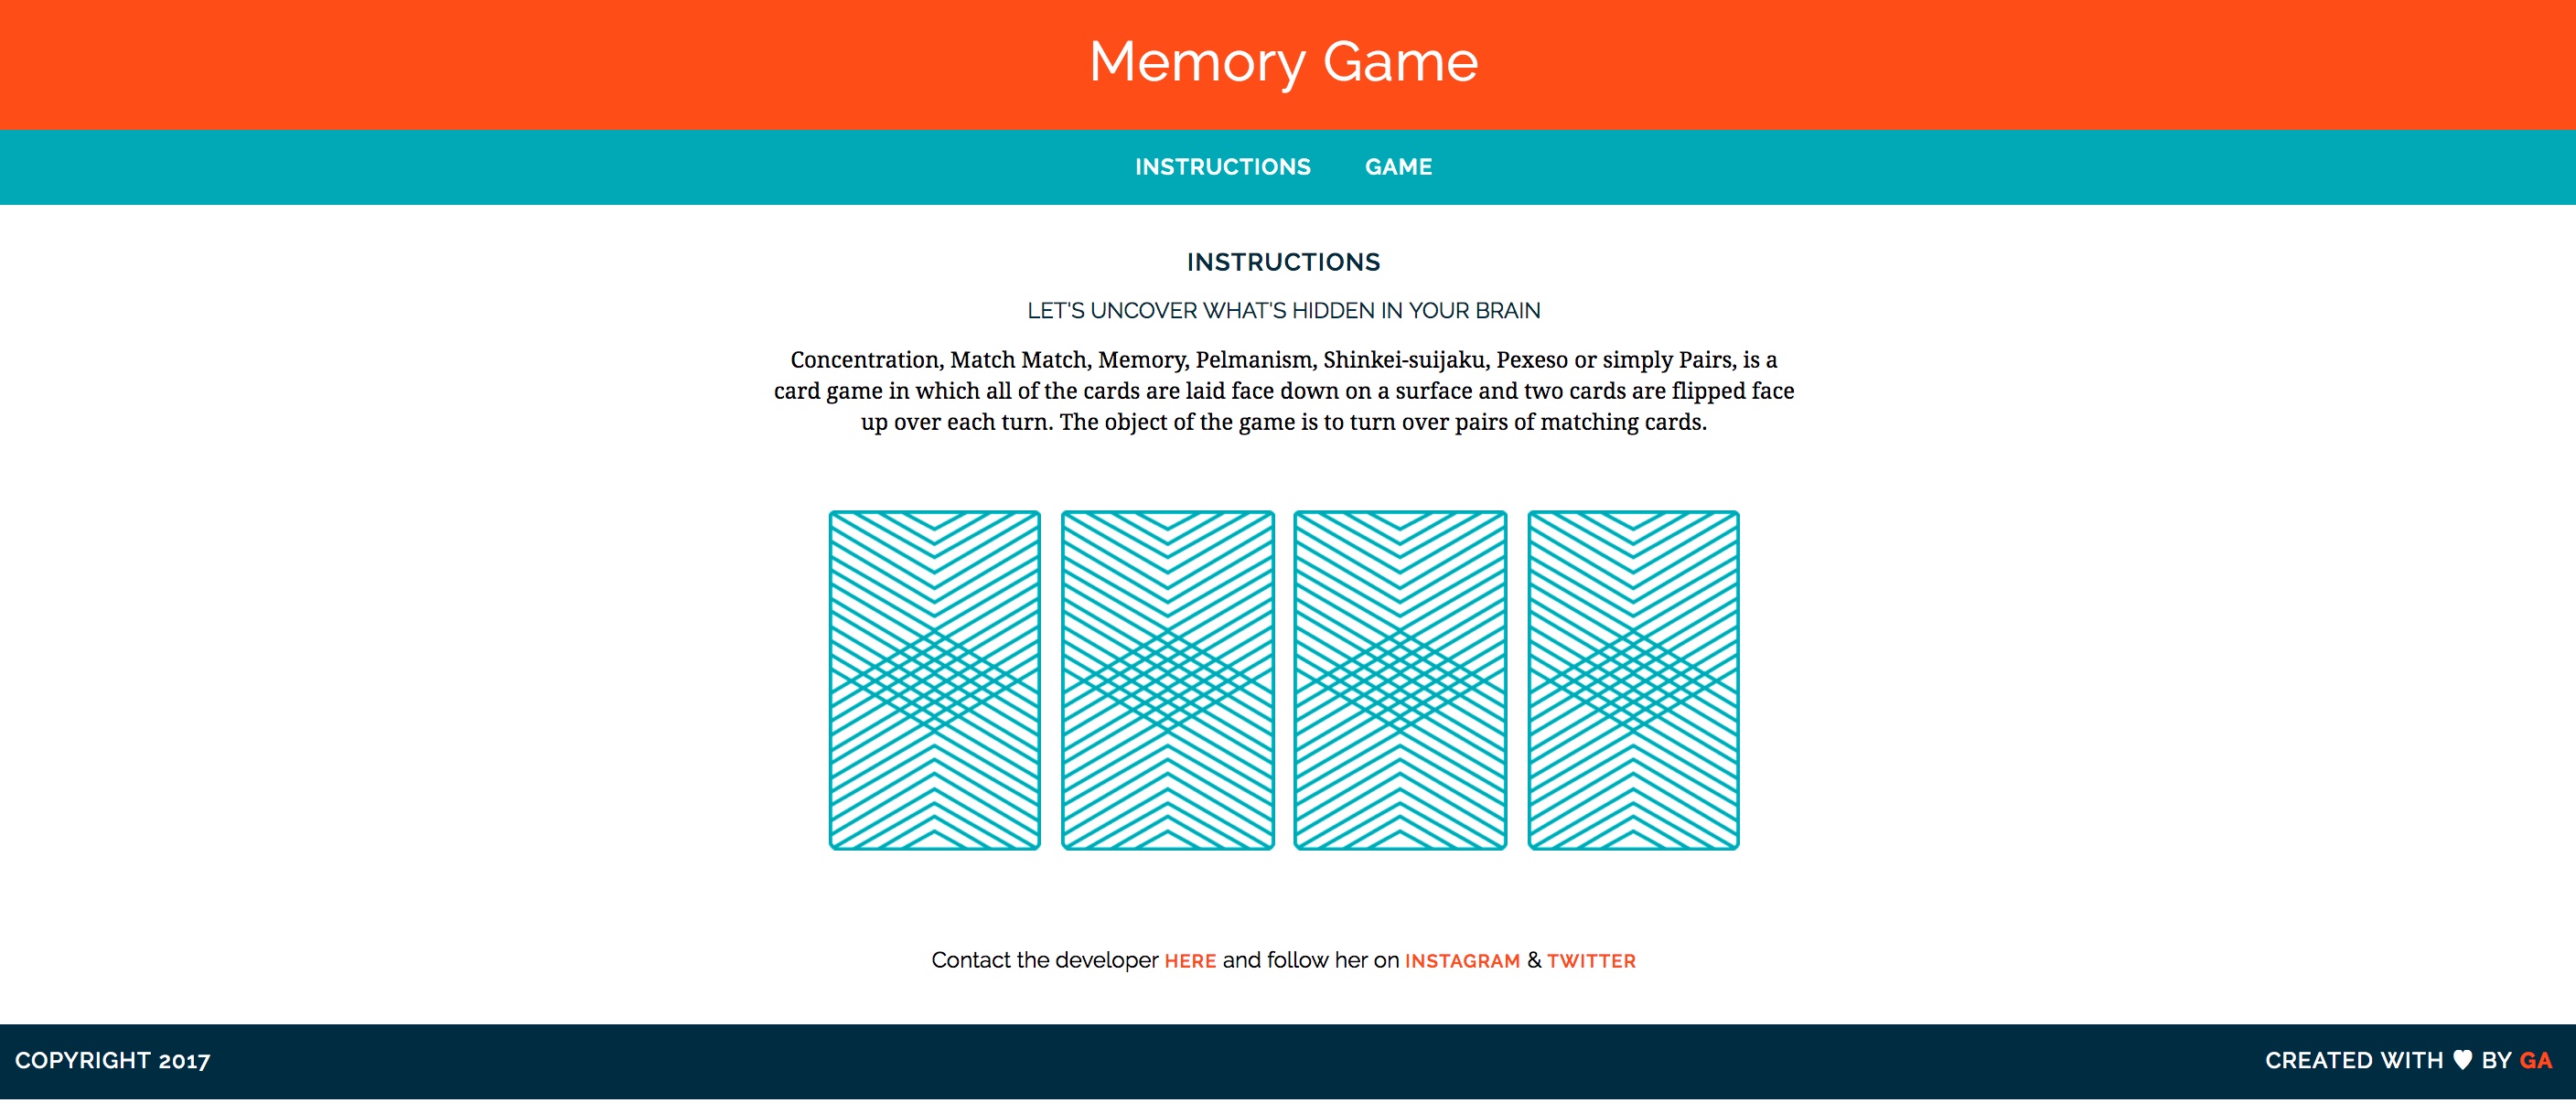 Memory Game
INSTRUCTIONS GAME
INSTRUCTIONS
LET'S UNCOVER WHAT'S HIDDEN IN YOUR BRAIN
Concentration, Match Match, Memory, Pelmanism, Shinkei-suijaku, Pexeso or simply Pairs, is a
card game in which all of the cards are laid face down on a surface and two cards are flipped face
up over each turn. The object of the game is to turn over pairs of matching cards.
Contact the developer HERE and follow her on INSTAGRAM & TWITTER
COPYRIGHT 2017
CREATED WITH ♥ BY GA